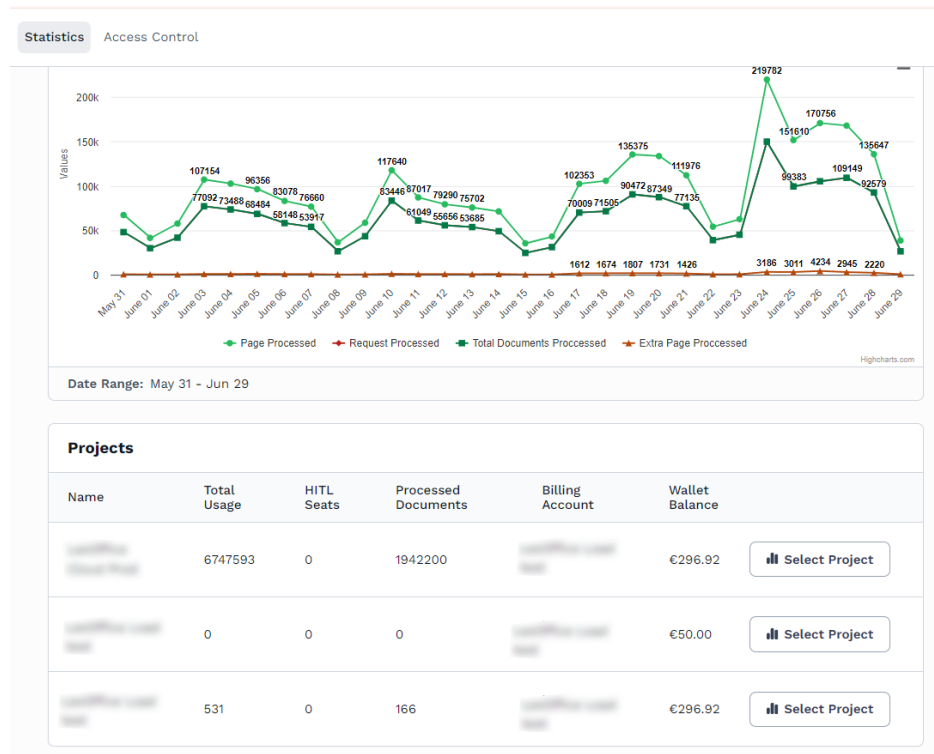 Statistics Access Control
219782
200k
170756
150k
151610
135375
135647
117640
111976
107154
102353
109149
100k
96356
99383
92579
83078
83446
87017
90472
87349
77092
73488
76660
79290
75702
77135
68484
70009
71505
58148
53917
61049
55656
53685
50k
1612 1674 1807 1731 1426
3186 3011 4234 2945 2220
0
Values
May 31 June 01 June 02 June 03 June 04 June 05 June 06 June 07 June 08 June 09 June 10 June 11 June 12 June 13 June 14 June 15 June 16 June 17 June 18 June 19 June 20 June 21 June 22 June 23 June 24 June 25 June 26 June 27 June 28 June 29
Page Processed Request Processed Total Documents Proccessed Extra Page Proccessed
Highcharts.com
Date Range: May 31 - Jun 29
Projects
Name Total Usage HITL Seats Processed Documents Billing Account Wallet Balance
6747593 0 1942200 €296.92 Select Project
0 0 0 €50.00 Select Project
531 0 166 €296.92 Select Project